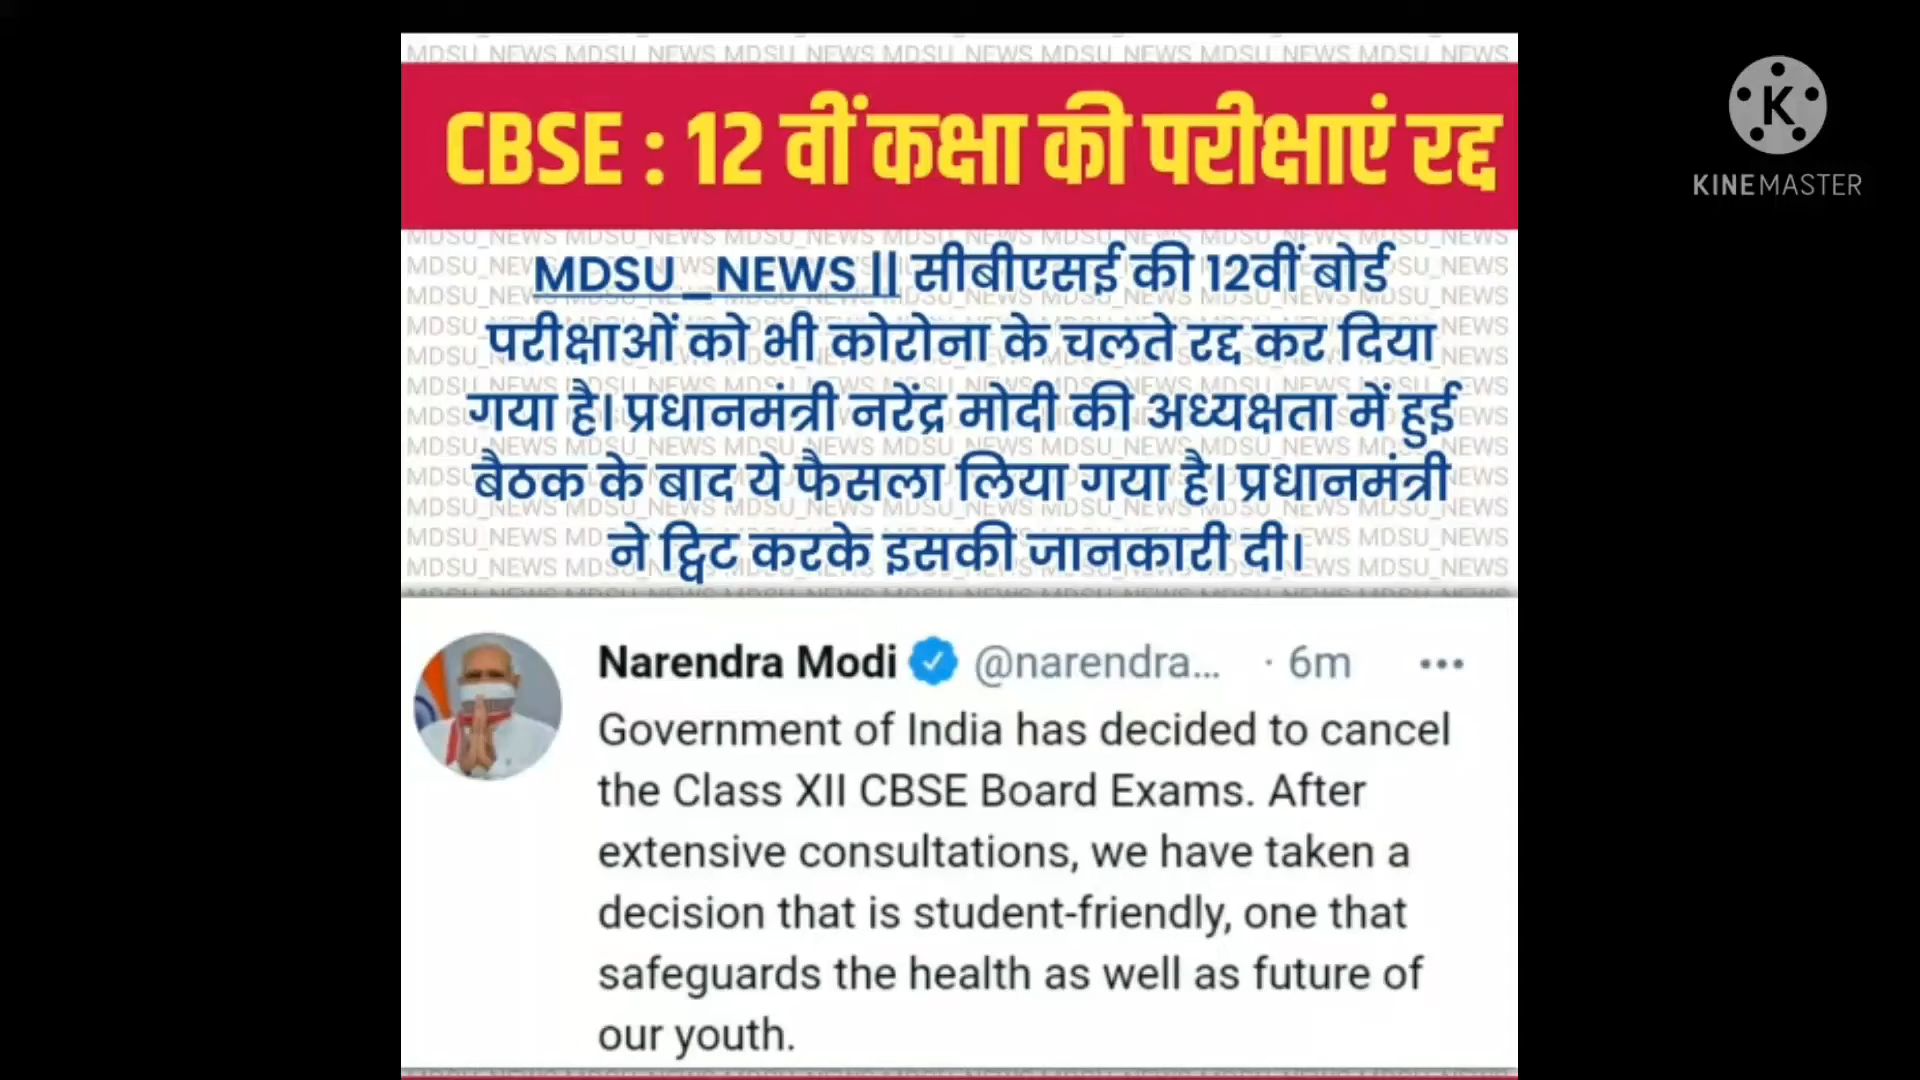 CBSE : 12 वीं कक्षा की परीक्षाएं रद्द
KINEMASTER
MDSU_NEWS || सीबीएसई की 12वीं बोर्ड
परीक्षाओं को भी कोरोना के चलते रद्द कर दिया
गया है। प्रधानमंत्री नरेंद्र मोदी की अध्यक्षता में हुई
बैठक के बाद ये फैसला लिया गया है। प्रधानमंत्री
ने ट्विट करके इसकी जानकारी दी।
Narendra Modi @narendra... · 6m
Government of India has decided to cancel
the Class XII CBSE Board Exams. After
extensive consultations, we have taken a
decision that is student-friendly, one that
safeguards the health as well as future of
our youth.